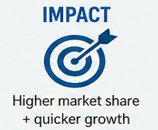 IMPACT
Higher market share
+ quicker growth